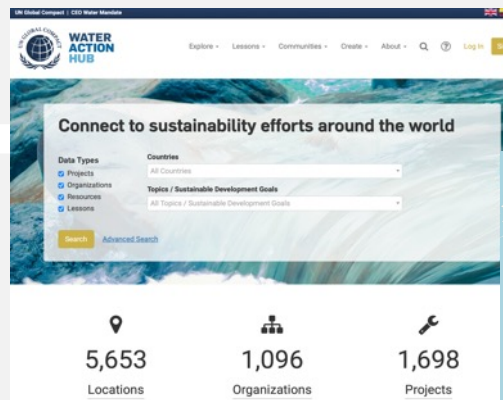 UN Global Compact | CEO Water Mandate
WATER
ACTION
HUB
Explore Lessons Communities Create About Log In
Connect to sustainability efforts around the world
Data Types
Projects
Organizations
Resources
Lessons
Countries
All Countries
Topics / Sustainable Development Goals
All Topics / Sustainable Development Goals
Search Advanced Search
5,653 1,096 1,698
Locations Organizations Projects